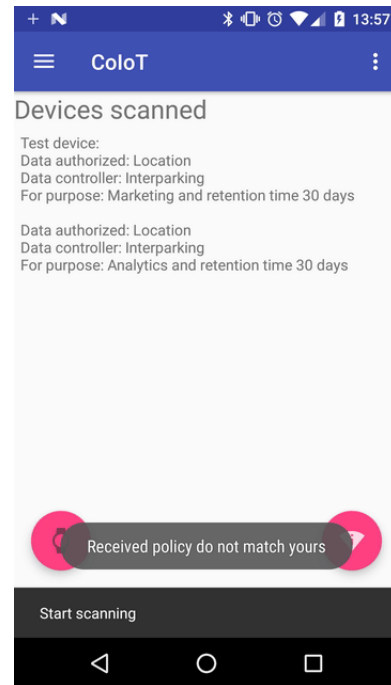 13:57
CoIoT
Devices scanned
Test device:
Data authorized: Location
Data controller: Interparking
For purpose: Marketing and retention time 30 days
Data authorized: Location
Data controller: Interparking
For purpose: Analytics and retention time 30 days
Received policy do not match yours
Start scanning